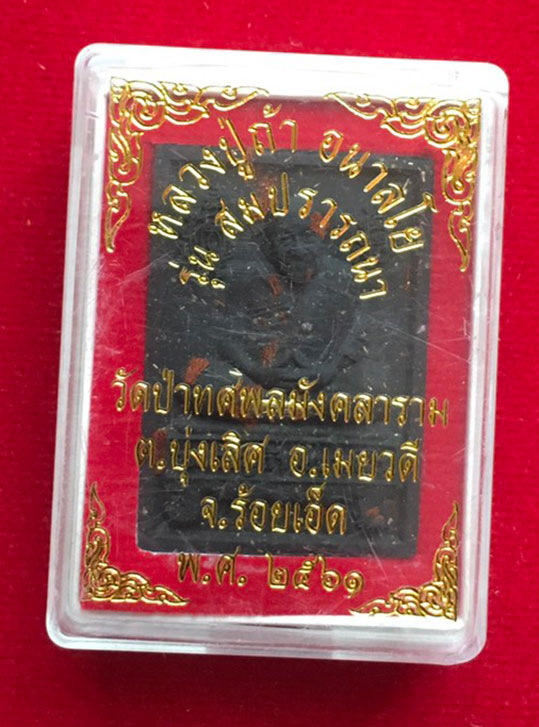 หลวงปู่ถ้า อนาลโย
รุ่น สมปรารถนา
วัดป่าทศพลมังคลาราม
ต.บุ่งเลิศ อ.เมยวดี
จ.ร้อยเอ็ด
พ.ศ. ๒๕๖๑